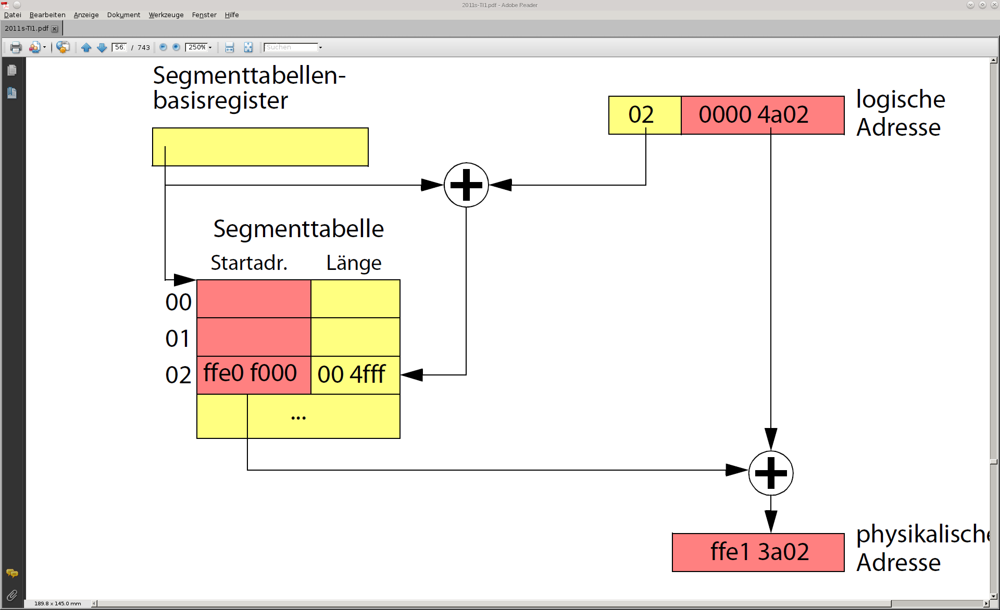 2011s-TI1.pdf - Adobe Reader
Datei Bearbeiten Anzeige Dokument Werkzeuge Fenster Hilfe
2011s-TI1.pdf
56 / 743 250% Suchen
Segmenttabellen-
basisregister
02 0000 4a02
logische
Adresse
Segmenttabelle
Startadr. Länge
00
01
02 ffe0 f000 00 4fff
...
ffe1 3a02
physikalische
Adresse
189.8 x 145.0 mm